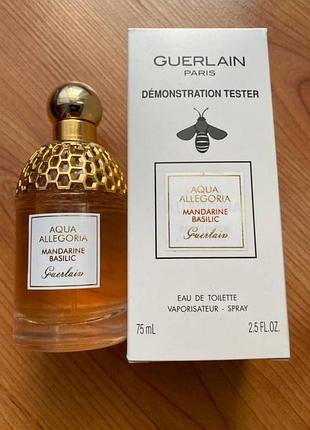 AQUA
ALLEGORIA
MANDARINE
BASILIC
Guerlain
GUERLAIN
PARIS
DÉMONSTRATION TESTER
AQUA
ALLEGORIA
MANDARINE
BASILIC
Guerlain
EAU DE TOILETTE
VAPORISATEUR - SPRAY
75 mL 2.5 FL.OZ.